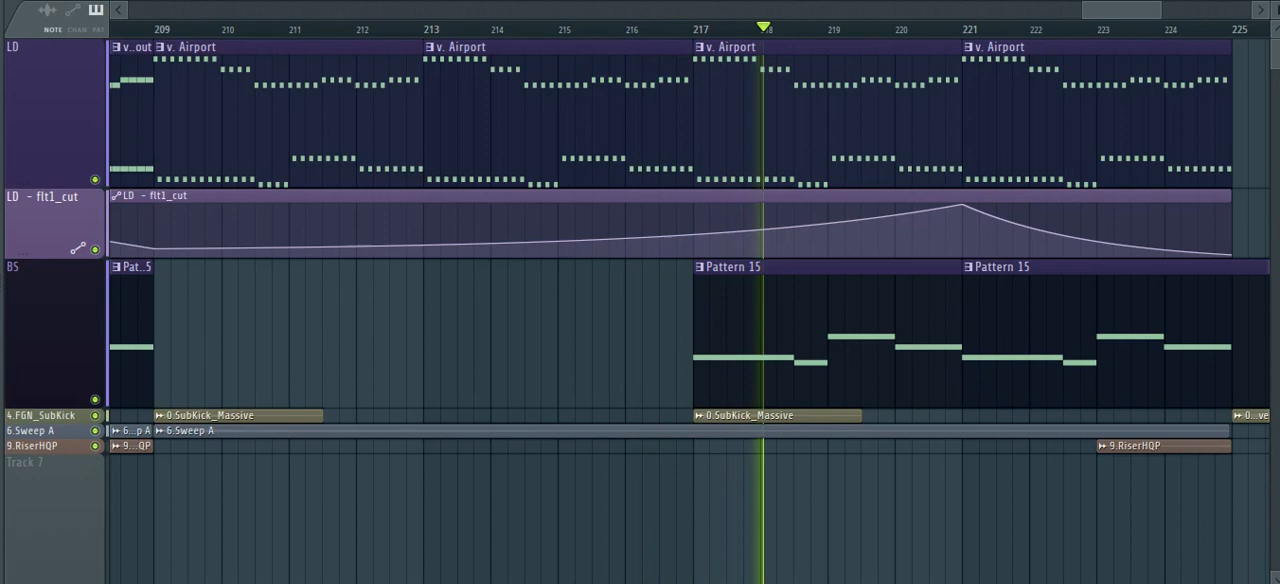 NOTE CHAN PAT
209 210 211 212 213 214 215 216 217 218 219 220 221 222 223 224 225
LD v..out v. Airport v. Airport v. Airport v. Airport
LD - flt1_cut LD - flt1_cut
BS Pat..5 Pattern 15 Pattern 15
4.FGN_SubKick 0.SubKick_Massive 0.SubKick_Massive 0...ve
6.Sweep A 6...p A 6.Sweep A
9.RiserHQP 9...QP 9.RiserHQP
Track 7